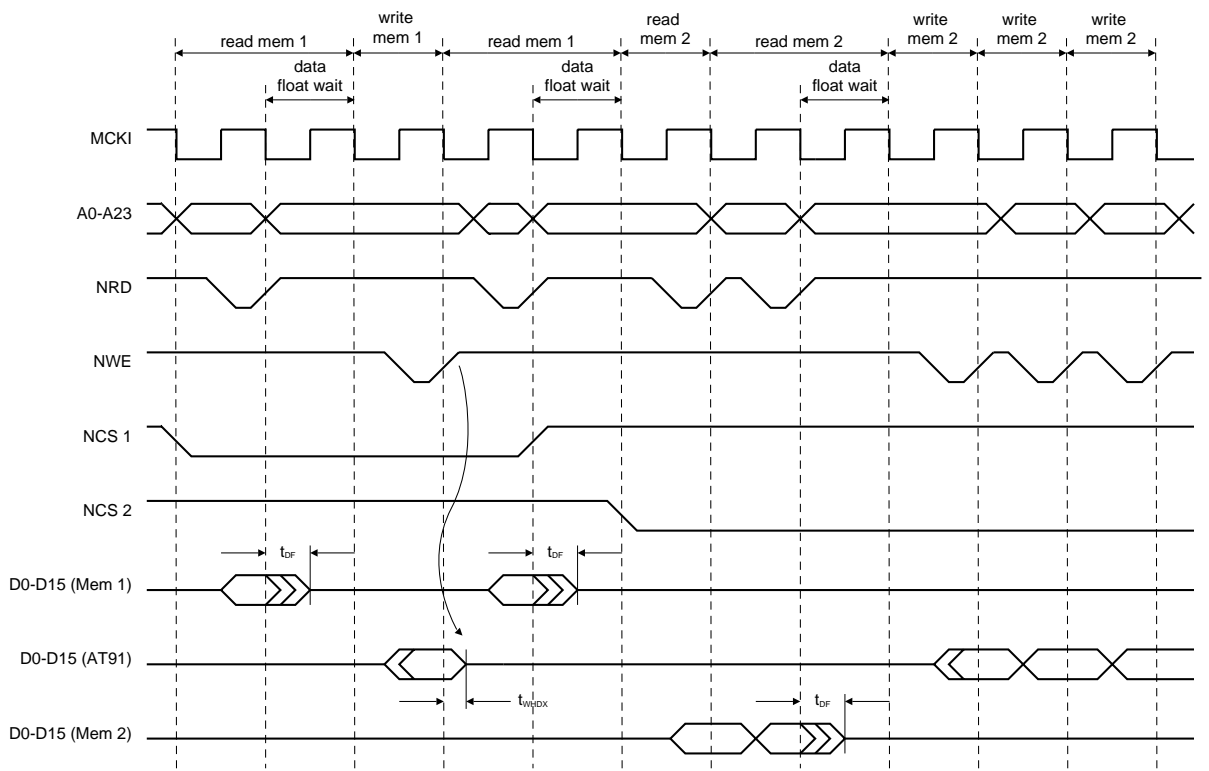 write
read
write
write
write
read mem 1
mem 1
read mem 1
mem 2
read mem 2
mem 2
mem 2
mem 2
data
float wait
data
float wait
data
float wait
MCKI
A0-A23
NRD
NWE
NCS 1
NCS 2
tDF
tDF
D0-D15 (Mem 1)
D0-D15 (AT91)
tWHDX
tDF
D0-D15 (Mem 2)